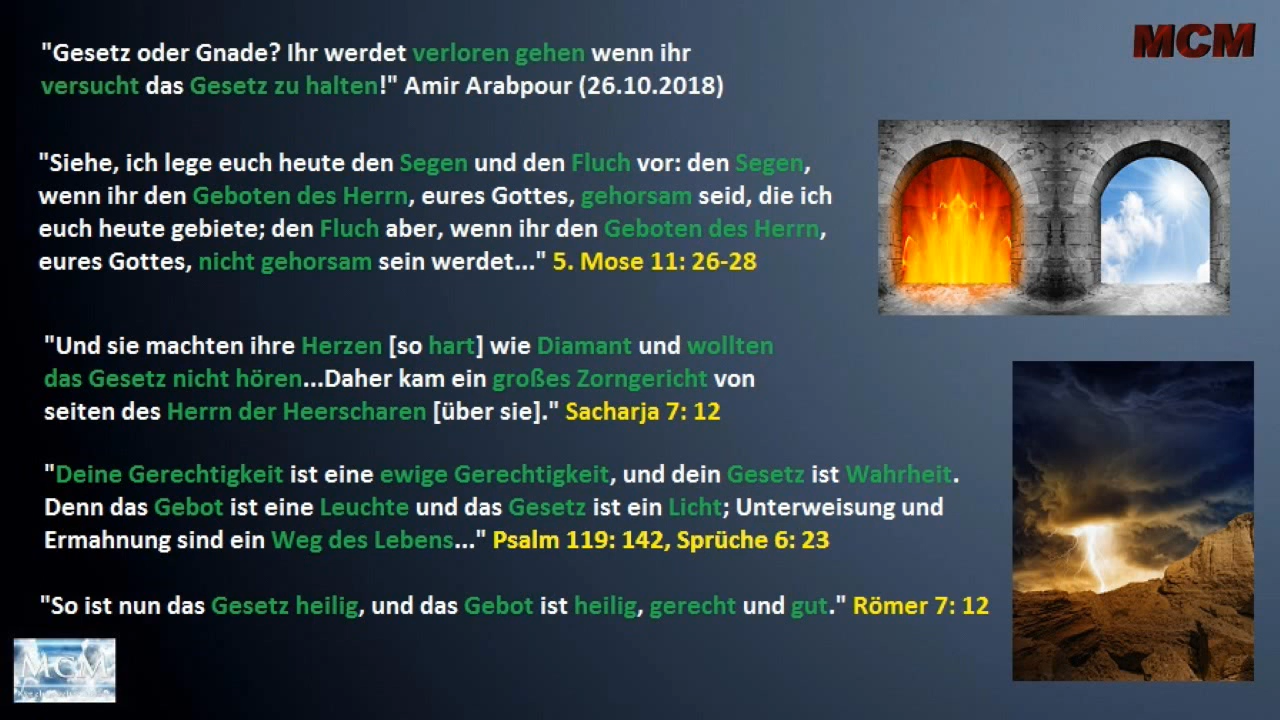 MCM
"Gesetz oder Gnade? Ihr werdet verloren gehen wenn ihr
versucht das Gesetz zu halten!" Amir Arabpour (26.10.2018)
"Siehe, ich lege euch heute den Segen und den Fluch vor: den Segen,
wenn ihr den Geboten des Herrn, eures Gottes, gehorsam seid, die ich
euch heute gebiete; den Fluch aber, wenn ihr den Geboten des Herrn,
eures Gottes, nicht gehorsam sein werdet..." 5. Mose 11: 26-28
"Und sie machten ihre Herzen [so hart] wie Diamant und wollten
das Gesetz nicht hören...Daher kam ein großes Zorngericht von
seiten des Herrn der Heerscharen [über sie]." Sacharja 7: 12
"Deine Gerechtigkeit ist eine ewige Gerechtigkeit, und dein Gesetz ist Wahrheit.
Denn das Gebot ist eine Leuchte und das Gesetz ist ein Licht; Unterweisung und
Ermahnung sind ein Weg des Lebens..." Psalm 119: 142, Sprüche 6: 23
"So ist nun das Gesetz heilig, und das Gebot ist heilig, gerecht und gut." Römer 7: 12
MCM